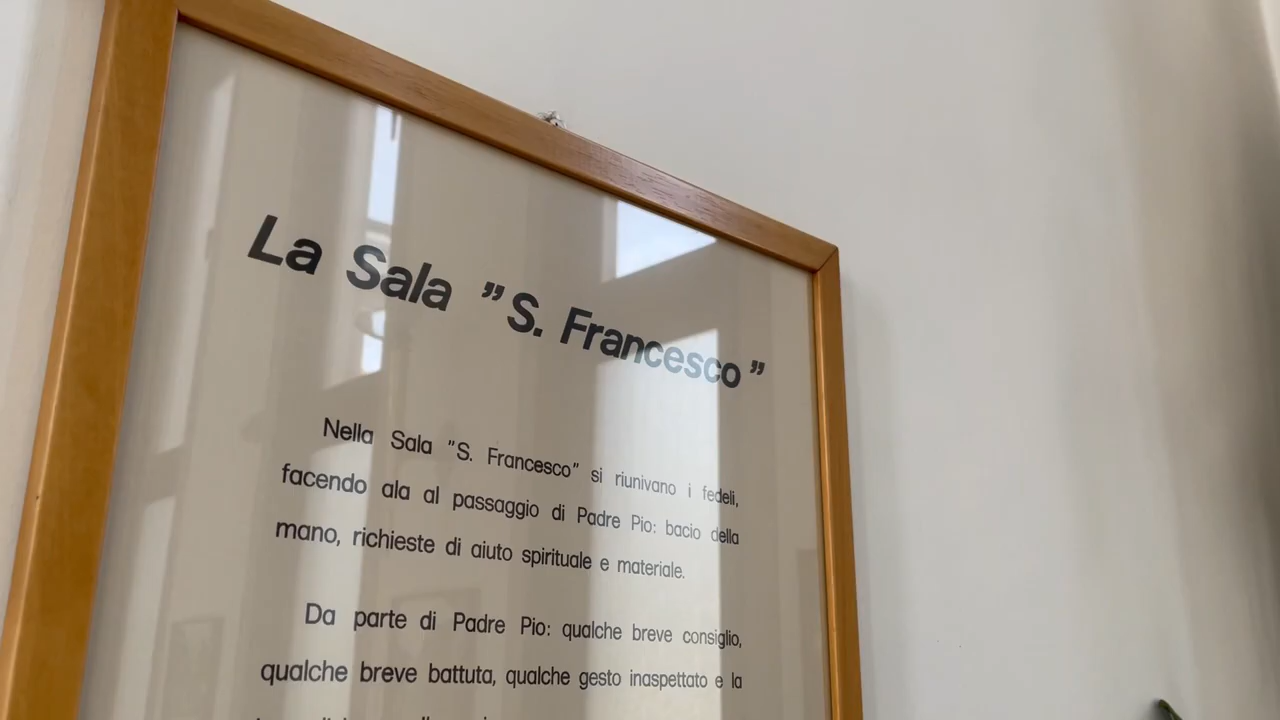 La Sala "S. Francesco"
Nella Sala "S. Francesco" si riunivano i fedeli,
facendo ala al passaggio di Padre Pio: bacio della
mano, richieste di aiuto spirituale e materiale.
Da parte di Padre Pio: qualche breve consiglio,
qualche breve battuta, qualche gesto inaspettato e la